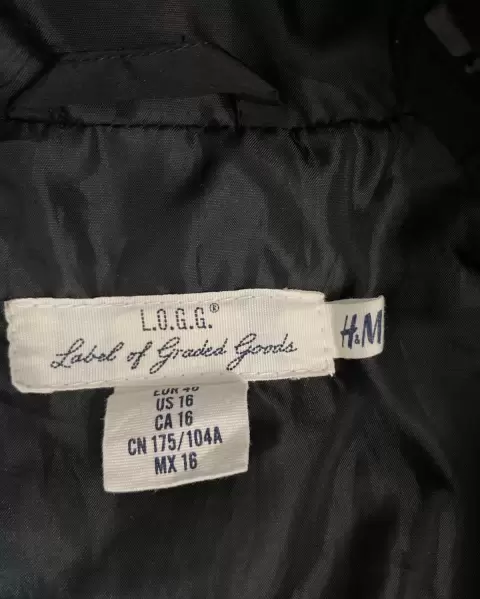 L.O.G.G.®
Label of Graded Goods
H&M
US 16
CA 16
CN 175/104A
MX 16